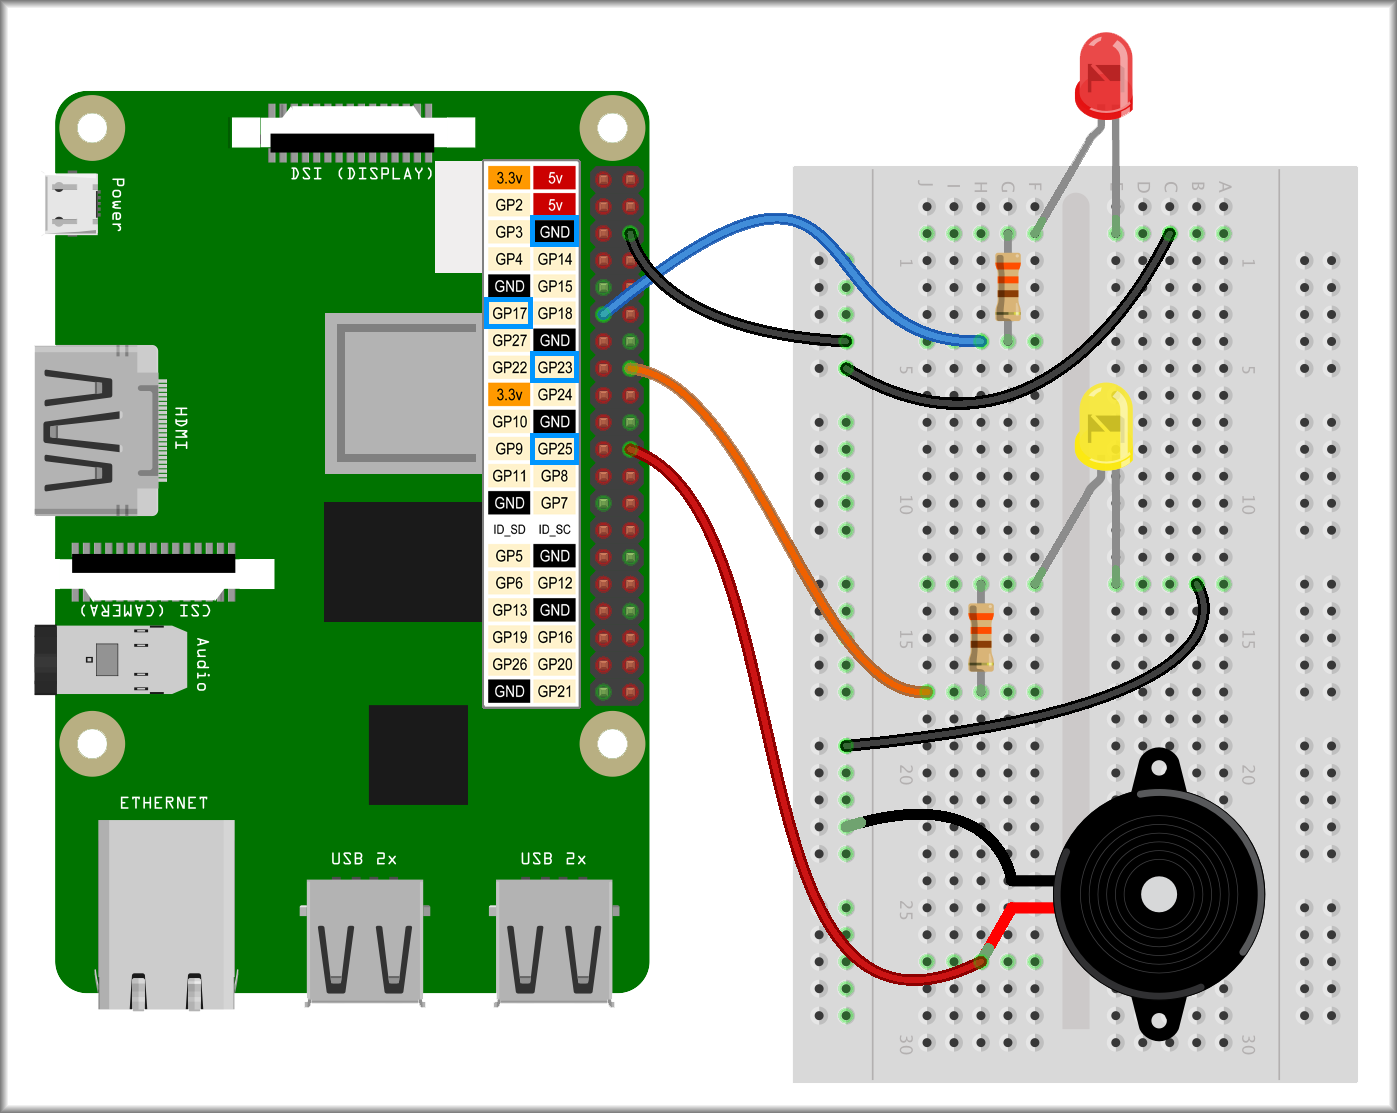 DSI (DISPLAY)
Power
3.3v 5v
GP2 5v
GP3 GND
GP4 GP14
GND GP15
GP17 GP18
GP27 GND
GP22 GP23
3.3v GP24
GP10 GND
GP9 GP25
GP11 GP8
GND GP7
ID_SD ID_SC
GP5 GND
GP6 GP12
GP13 GND
GP19 GP16
GP26 GP20
GND GP21
HDMI
CSI (CAMERA)
Audio
ETHERNET
USB 2x
USB 2x
J I H G F E D C B A
1 1
5 5
10 10
15 15
20 20
25
30 30